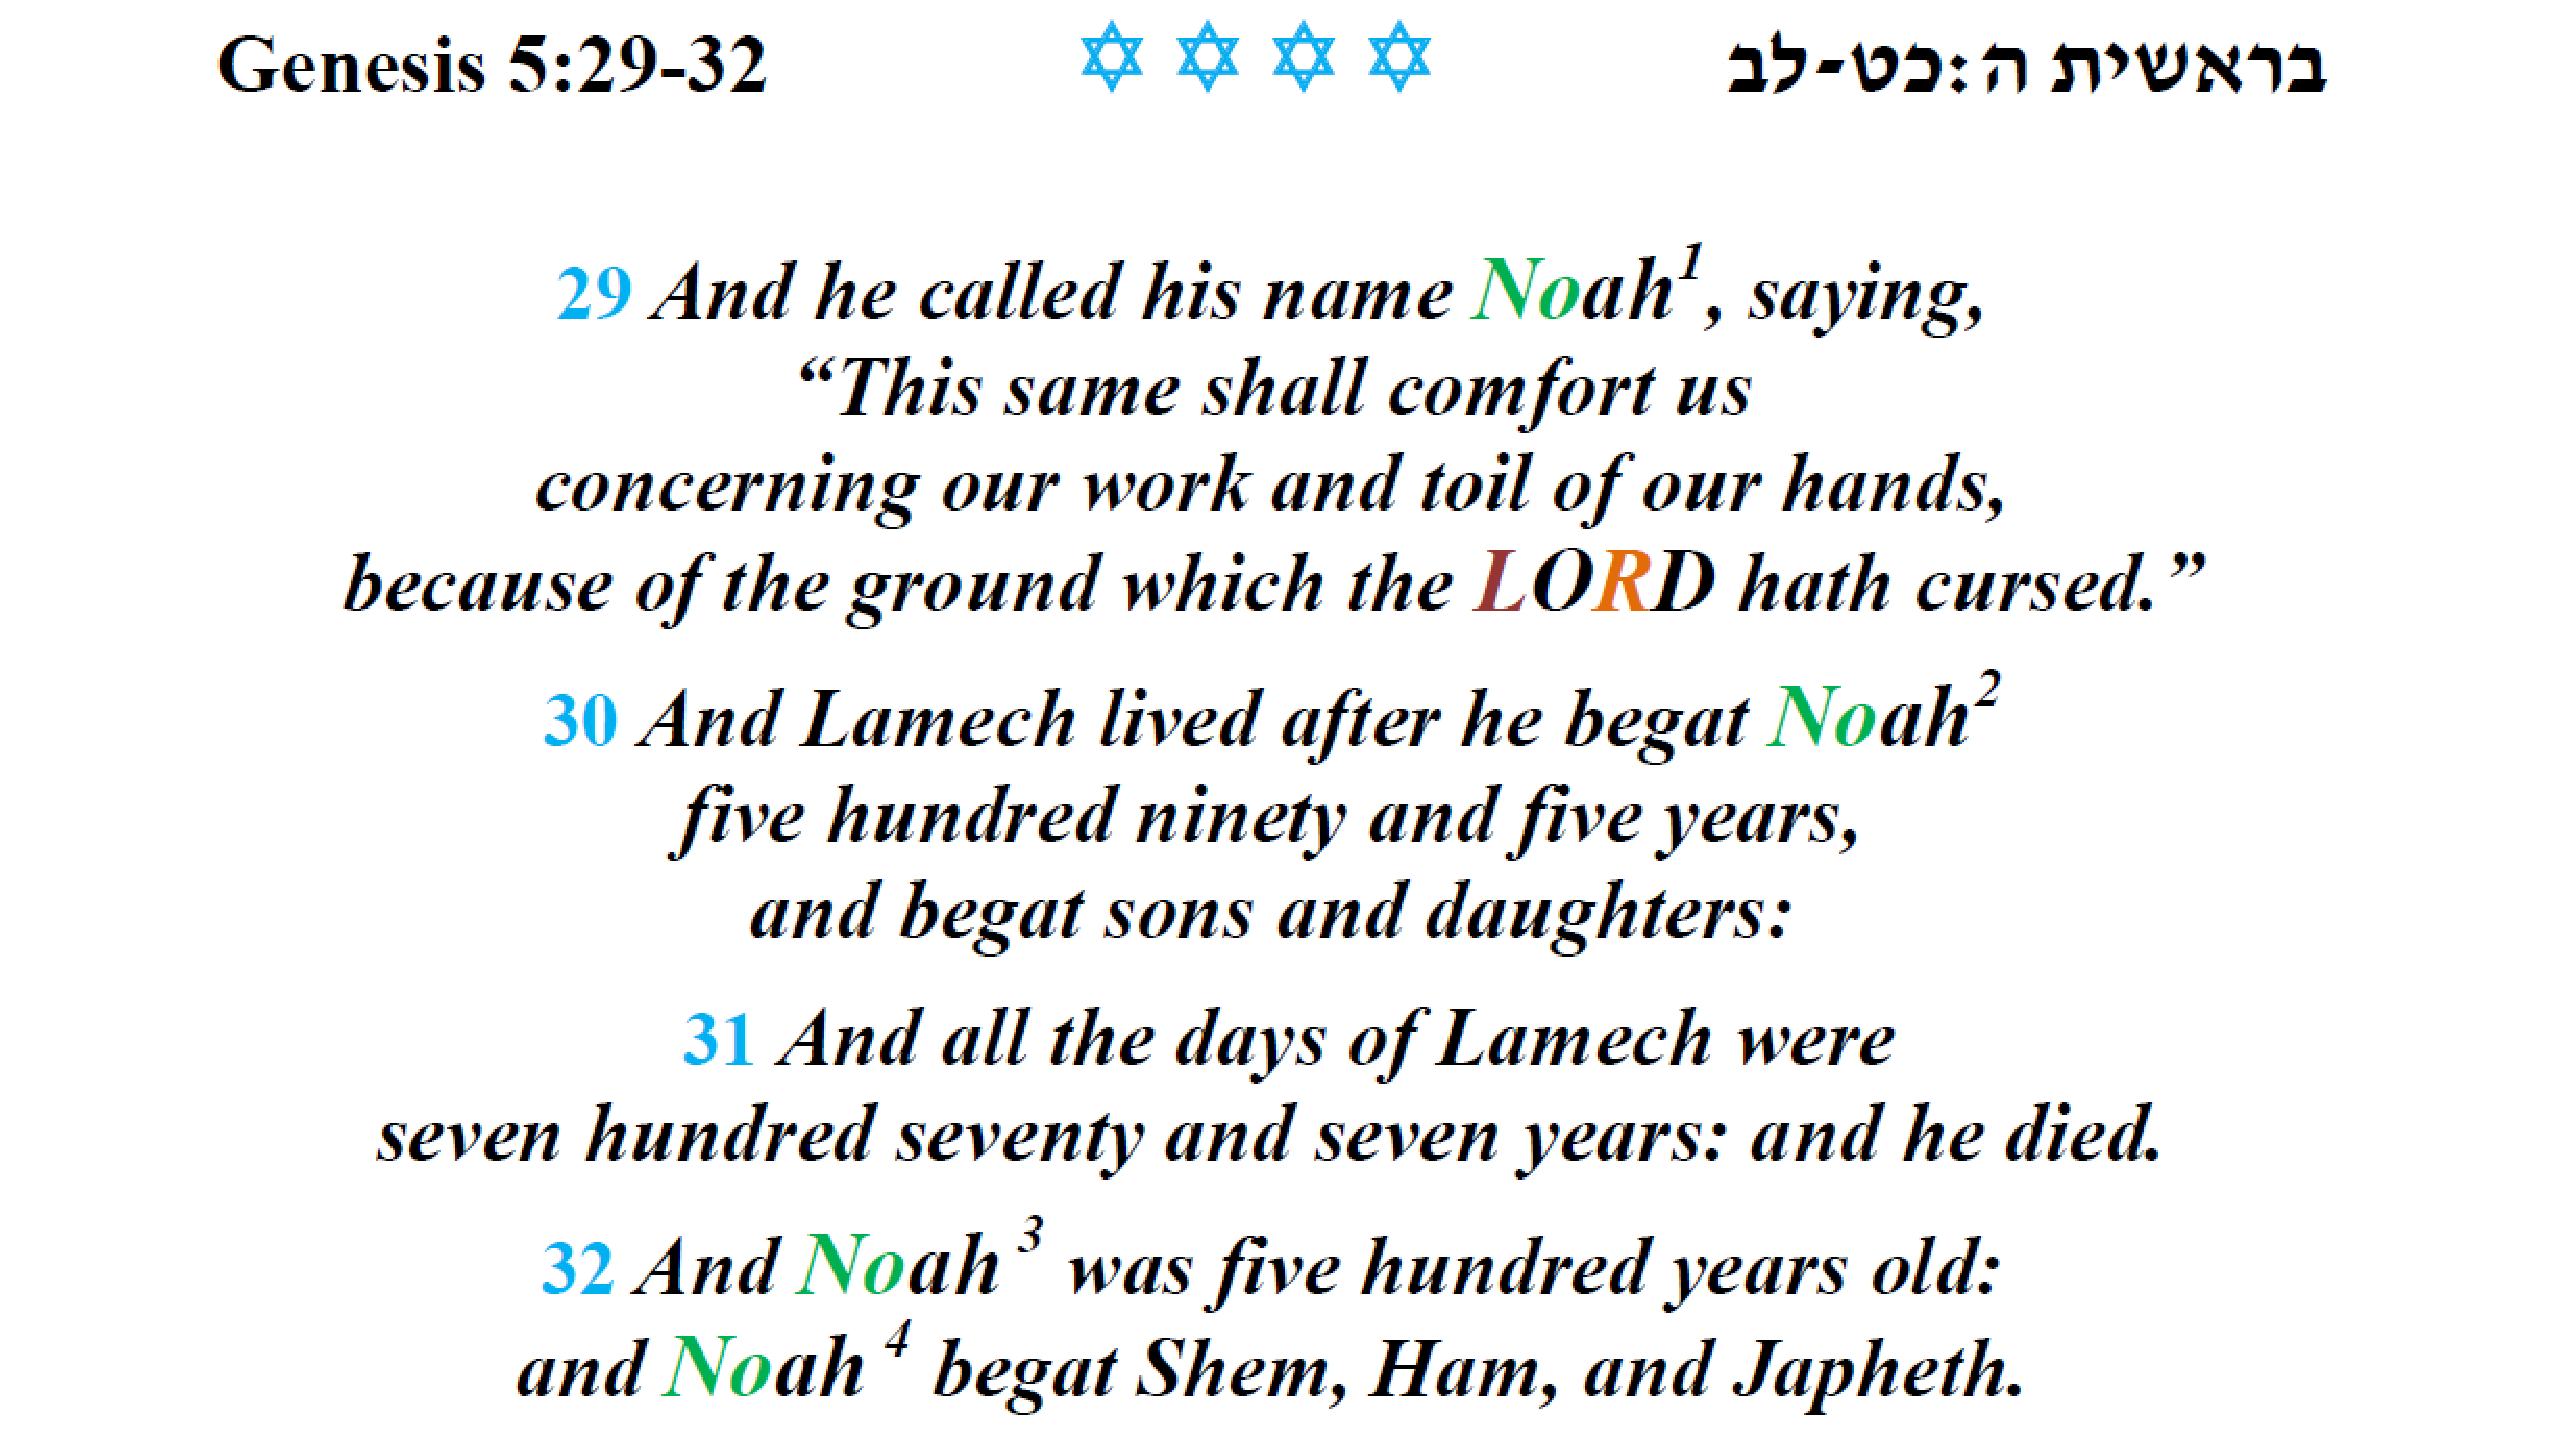 Genesis 5:29-32 ✡ ✡ ✡ ✡ בראשית ה:כט-לב
29 And he called his name Noah¹, saying,
“This same shall comfort us
concerning our work and toil of our hands,
because of the ground which the LORD hath cursed.”
30 And Lamech lived after he begat Noah²
five hundred ninety and five years,
and begat sons and daughters:
31 And all the days of Lamech were
seven hundred seventy and seven years: and he died.
32 And Noah ³ was five hundred years old:
and Noah ⁴ begat Shem, Ham, and Japheth.